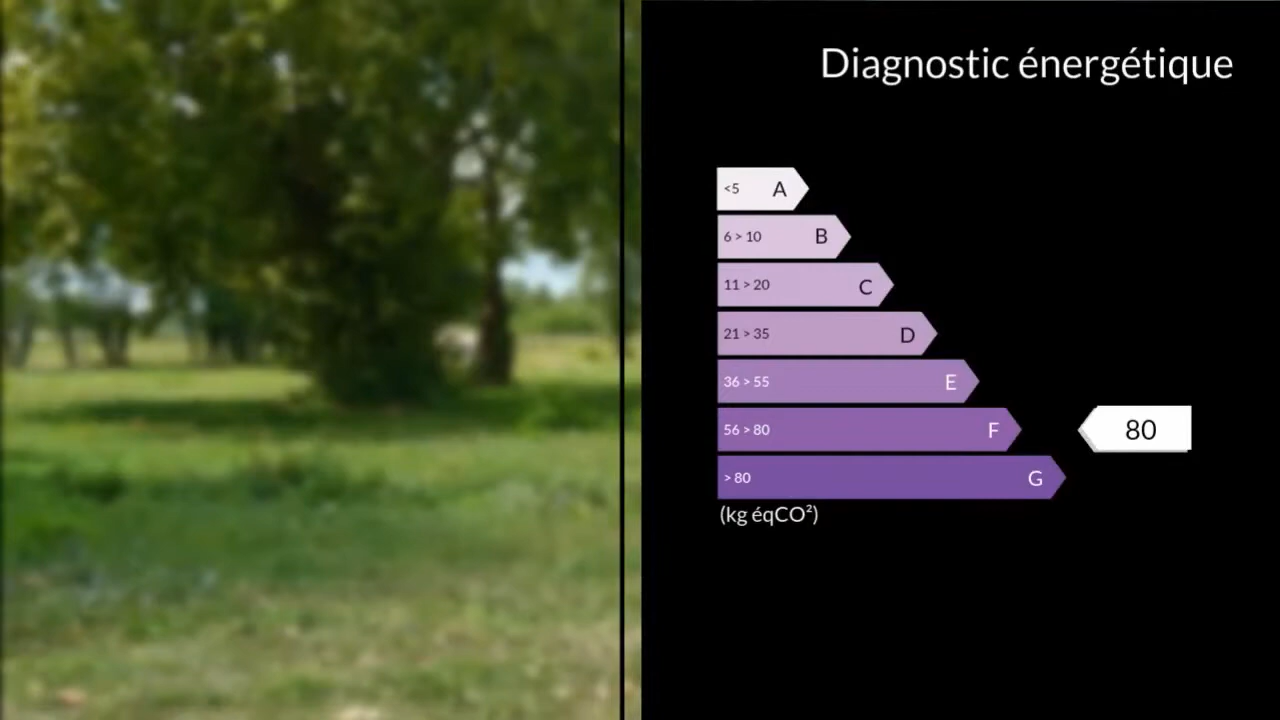 Diagnostic énergétique
<5 A
6 > 10 B
11 > 20 C
21 > 35 D
36 > 55 E
56 > 80 F 80
> 80 G
(kg éqCO²)